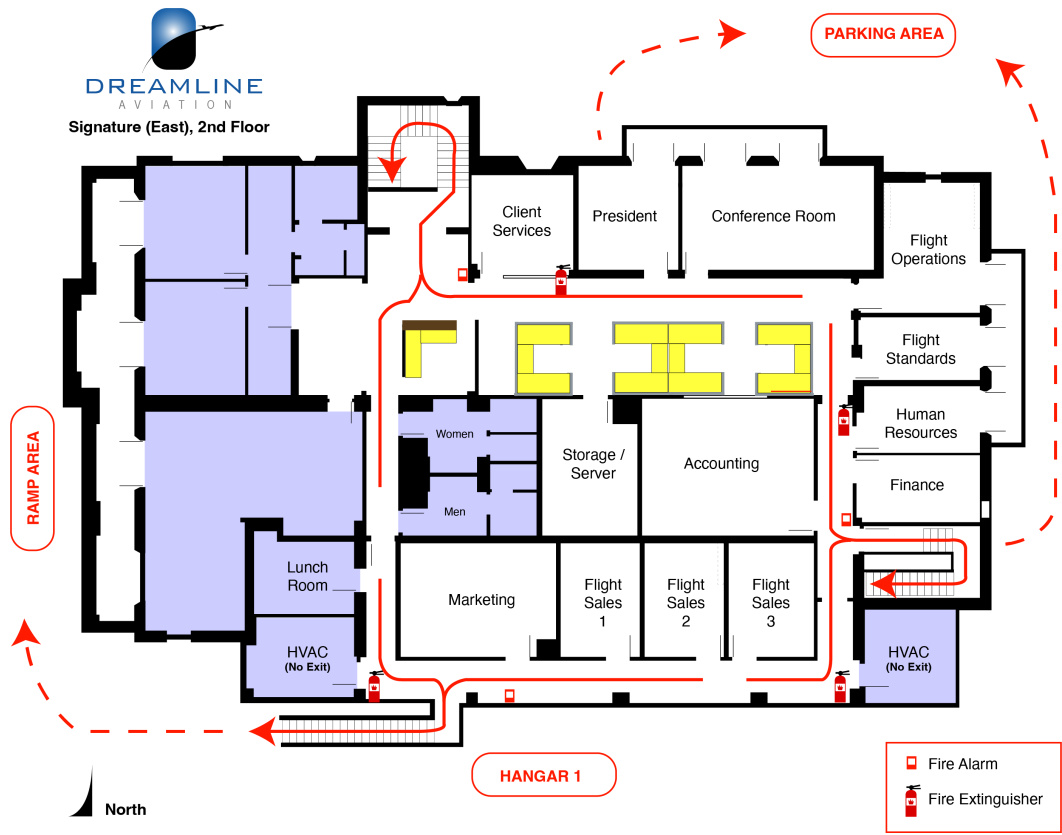 DREAMLINE
AVIATION
Signature (East), 2nd Floor
PARKING AREA
Client
Services
President
Conference Room
Flight
Operations
Flight
Standards
Human
Resources
Finance
RAMP AREA
Women
Men
Storage /
Server
Accounting
Lunch
Room
Marketing
Flight
Sales
1
Flight
Sales
2
Flight
Sales
3
HVAC
(No Exit)
HVAC
(No Exit)
HANGAR 1
North
Fire Alarm
Fire Extinguisher